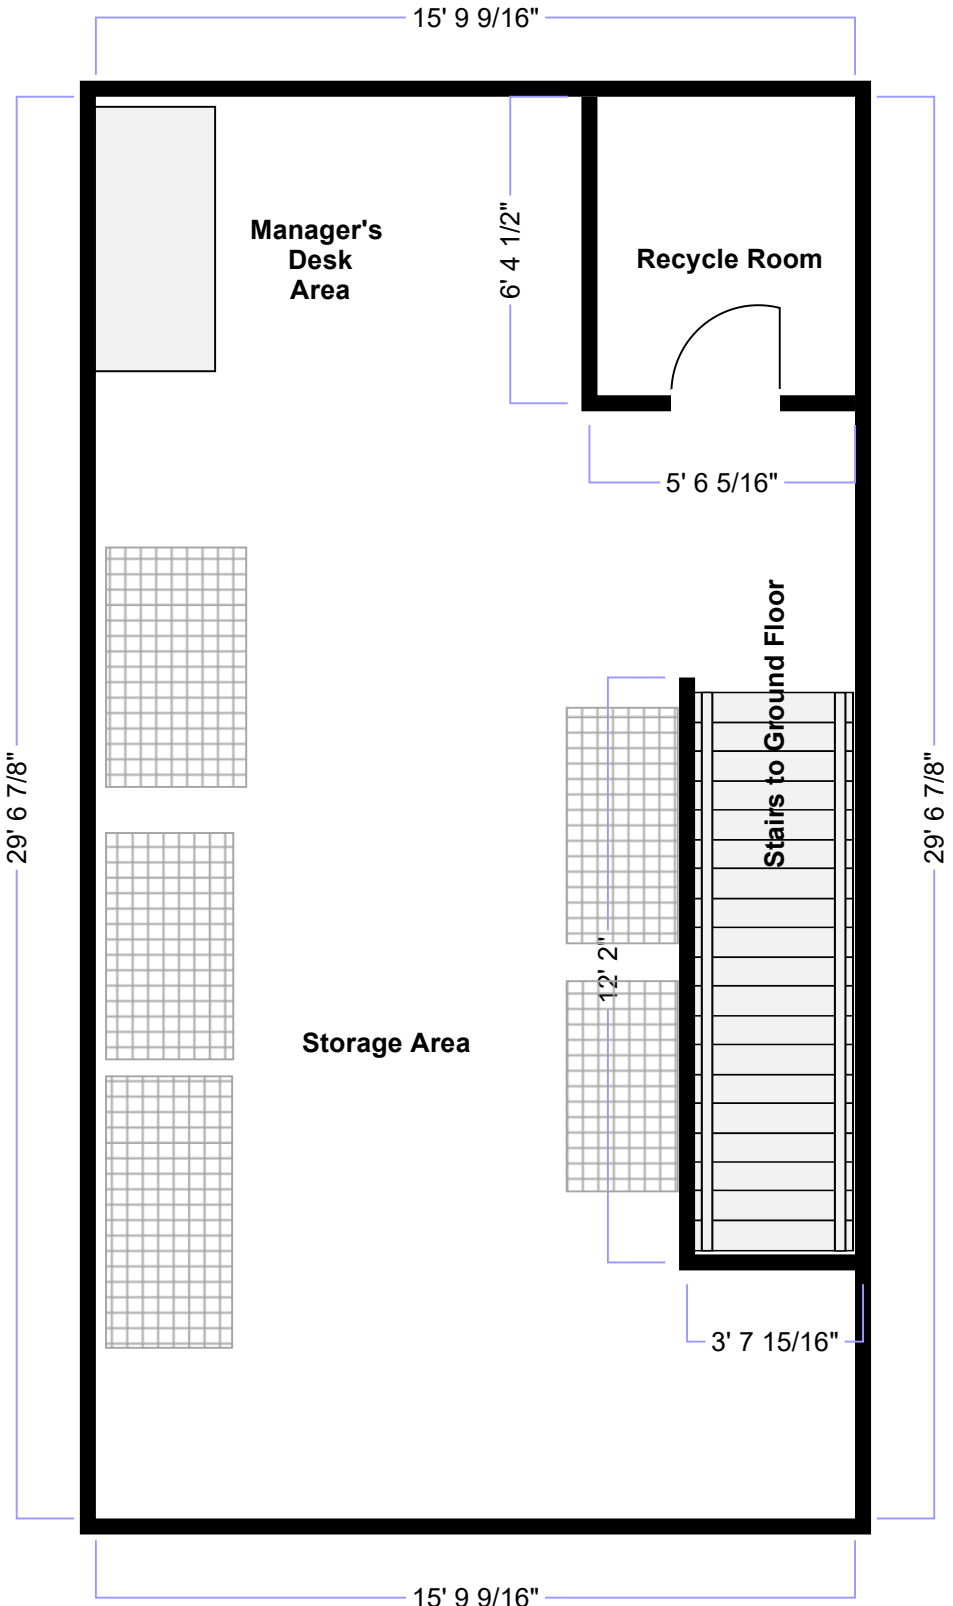 15' 9 9/16"
Manager's
Desk
Area
6' 4 1/2"
Recycle Room
5' 6 5/16"
Stairs to Ground Floor
29' 6 7/8"
29' 6 7/8"
12' 2"
Storage Area
3' 7 15/16"
15' 9 9/16"